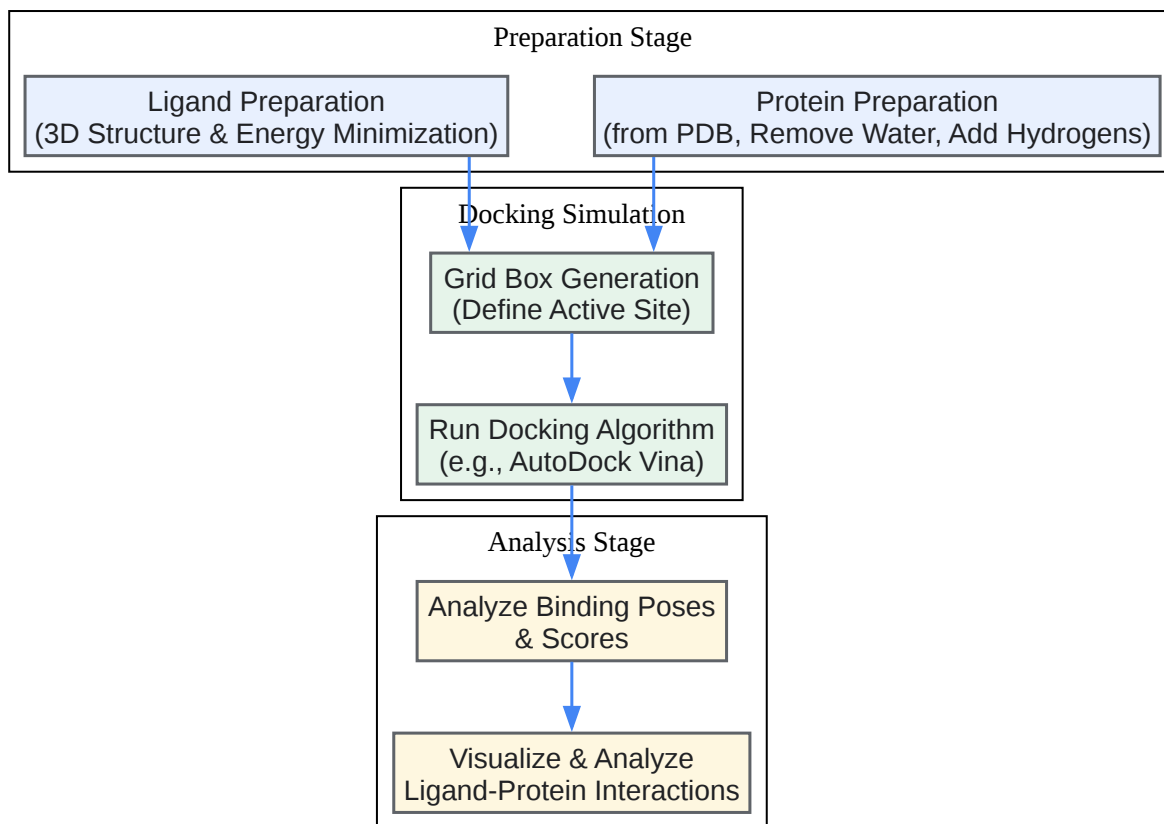 Preparation Stage
Ligand Preparation
(3D Structure & Energy Minimization)
Protein Preparation
(from PDB, Remove Water, Add Hydrogens)
Docking Simulation
Grid Box Generation
(Define Active Site)
Run Docking Algorithm
(e.g., AutoDock Vina)
Analysis Stage
Analyze Binding Poses
& Scores
Visualize & Analyze
Ligand-Protein Interactions